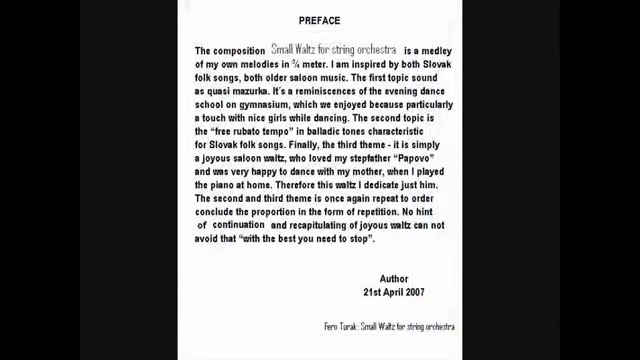 PREFACE
The composition Small Waltz for string orchestra is a medley
of my own melodies in ¾ meter. I am inspired by both Slovak
folk songs, both older saloon music. The first topic sound
as quasi mazurka. It´s a reminiscences of the evening dance
school on gymnasium, which we enjoyed because particularly
a touch with nice girls while dancing. The second topic is
the “free rubato tempo” in balladic tones characteristic
for Slovak folk songs. Finally, the third theme - it is simply
a joyous saloon waltz, who loved my stepfather “Papovo”
and was very happy to dance with my mother, when I played
the piano at home. Therefore this waltz I dedicate just him.
The second and third theme is once again repeat to order
conclude the proportion in the form of repetition. No hint
of continuation and recapitulating of joyous waltz can not
avoid that “with the best you need to stop”.
Author
21st April 2007
Fero Turak: Small Waltz for string orchestra